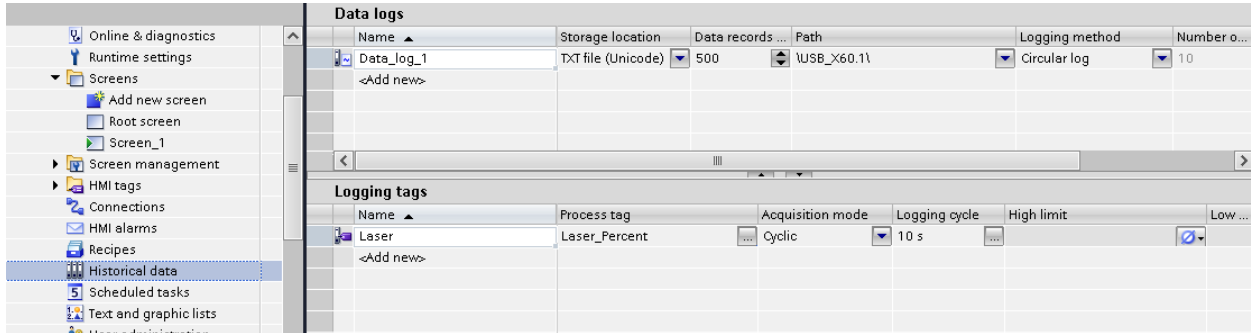 Online & diagnostics
Runtime settings
Screens
Add new screen
Root screen
Screen_1
Screen management
HMI tags
Connections
HMI alarms
Recipes
Historical data
5 Scheduled tasks
Text and graphic lists
Data logs
Name Storage location Data records ... Path Logging method Number o...
Data_log_1 TXT file (Unicode) 500 \USB_X60.1\ Circular log 10
<Add new>
Logging tags
Name Process tag Acquisition mode Logging cycle High limit Low ...
Laser Laser_Percent ... Cyclic 10 s ...
<Add new>